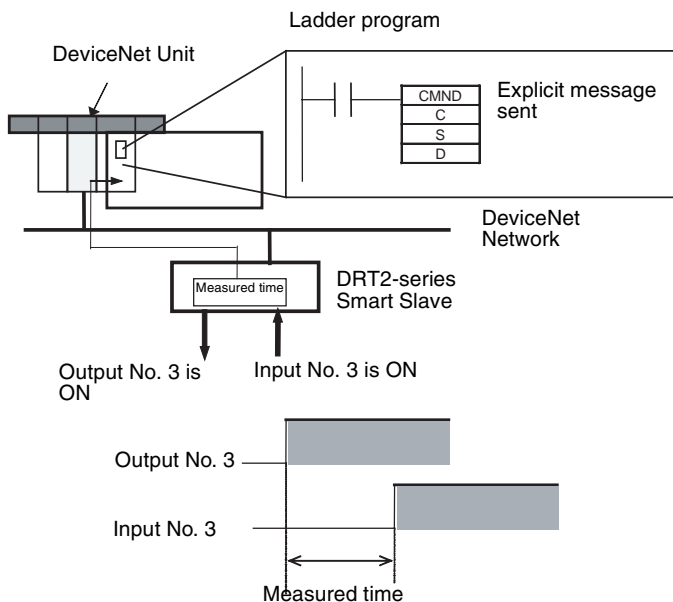 Ladder program
DeviceNet Unit
CMND
C
S
D
Explicit message
sent
DeviceNet
Network
Measured time
DRT2-series
Smart Slave
Output No. 3 is
ON
Input No. 3 is ON
Output No. 3
Input No. 3
Measured time